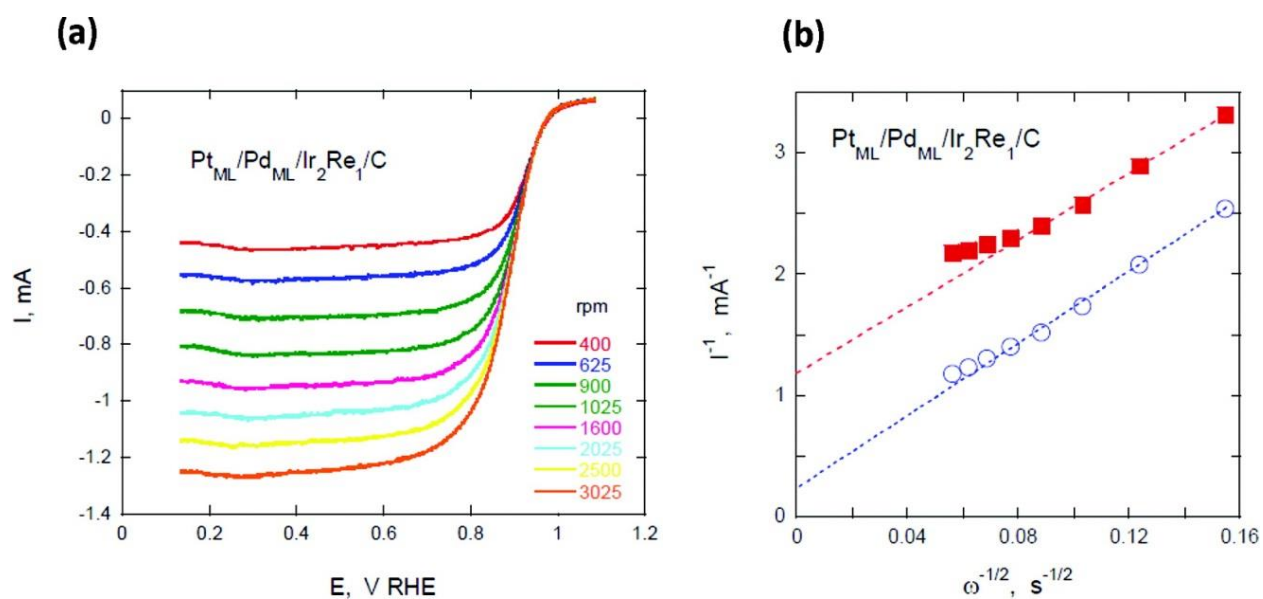 (a)
0
-0.2
-0.4
-0.6
-0.8
-1
-1.2
-1.4
I, mA
Pt_ML/Pd_ML/Ir_2Re_1/C
rpm
400
625
900
1025
1600
2025
2500
3025
0 0.2 0.4 0.6 0.8 1 1.2
E, V RHE
(b)
3
2
1
0
I^-1, mA^-1
Pt_ML/Pd_ML/Ir_2Re_1/C
0 0.04 0.08 0.12 0.16
ω^-1/2, s^-1/2